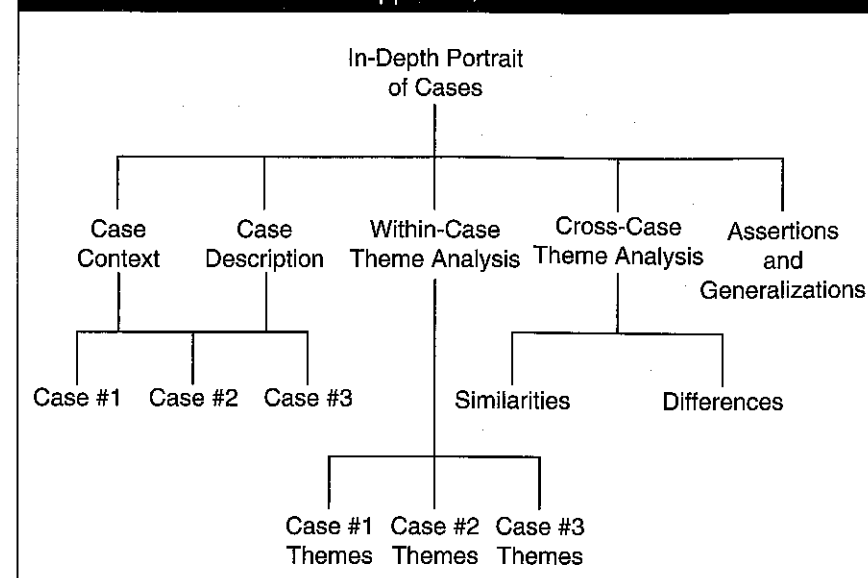 In-Depth Portrait
of Cases
Case
Context
Case
Description
Within-Case
Theme Analysis
Cross-Case
Theme Analysis
Assertions
and
Generalizations
Case #1
Case #2
Case #3
Similarities
Differences
Case #1
Themes
Case #2
Themes
Case #3
Themes